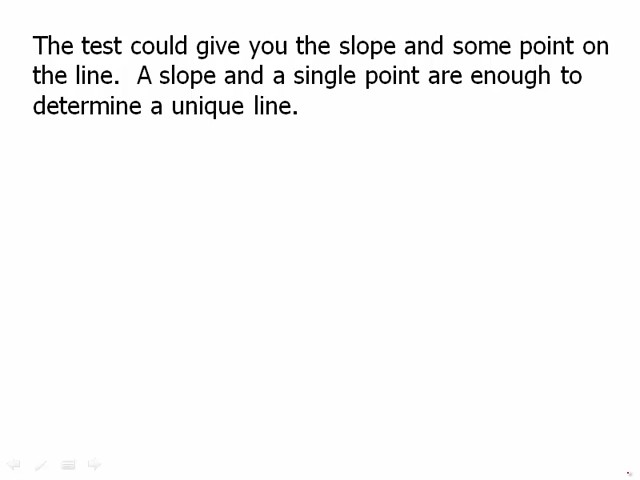 The test could give you the slope and some point on
the line.  A slope and a single point are enough to
determine a unique line.